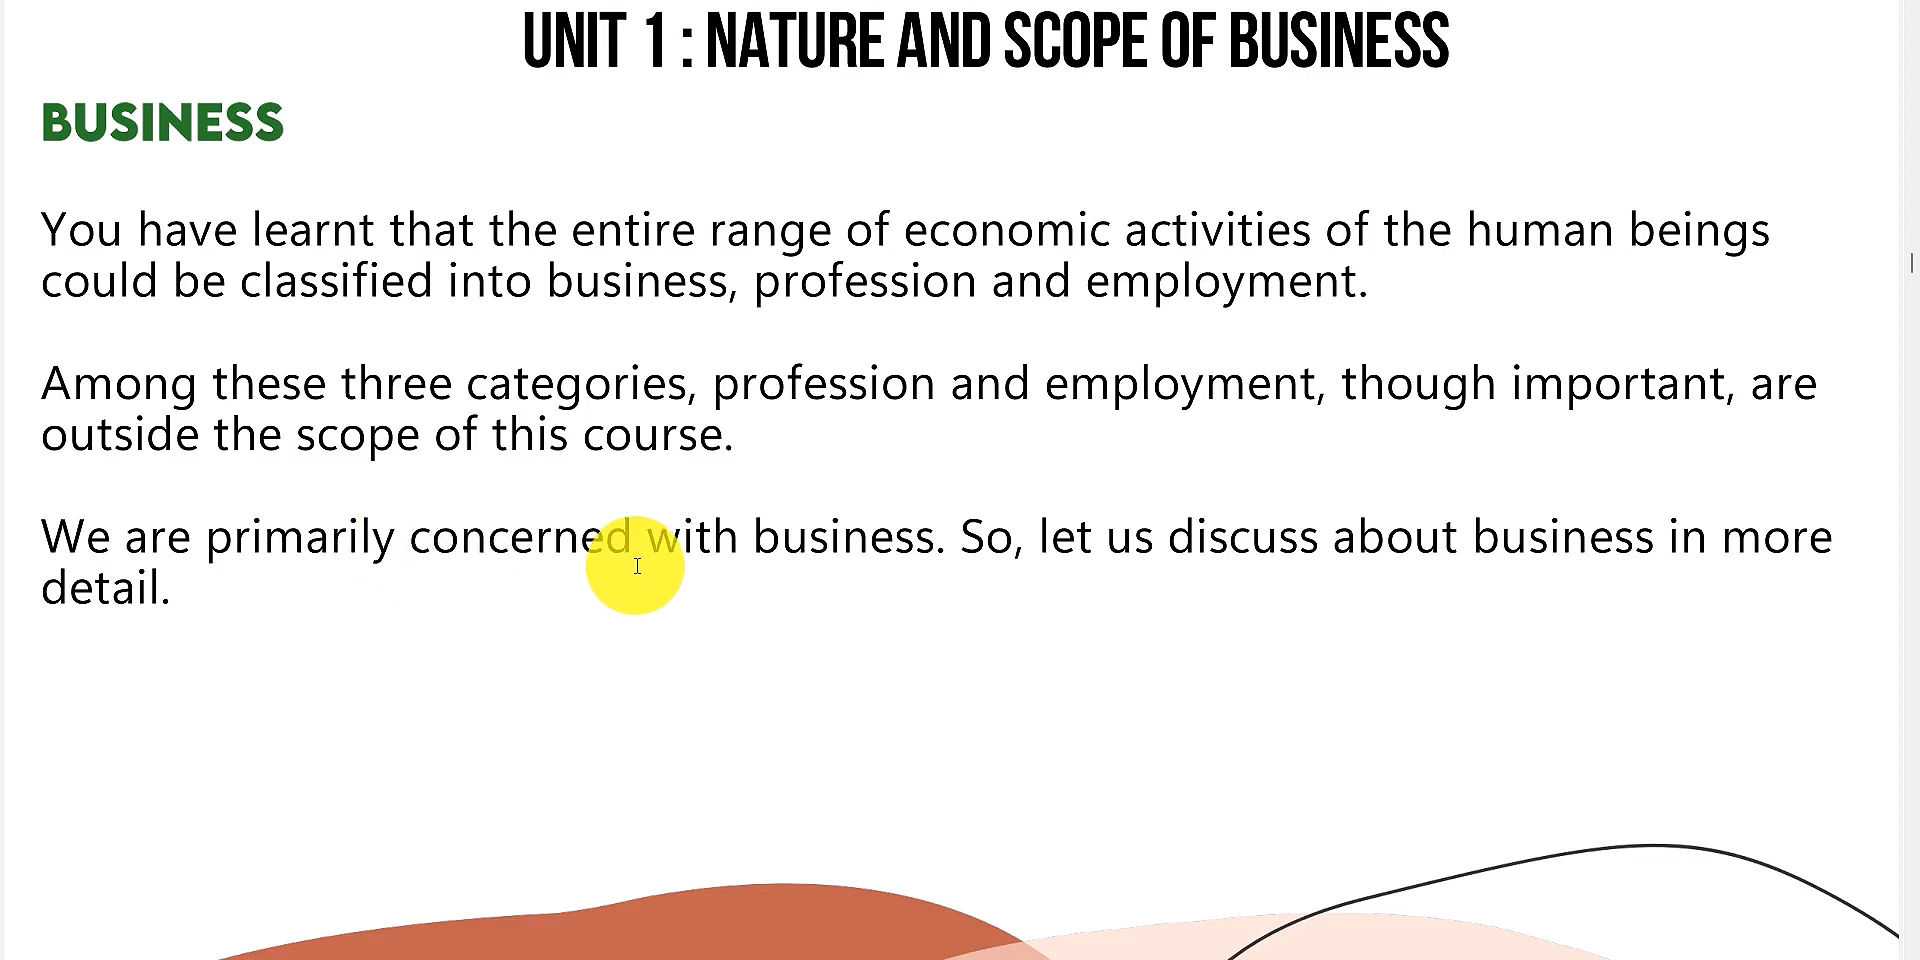 UNIT 1 : NATURE AND SCOPE OF BUSINESS
BUSINESS
You have learnt that the entire range of economic activities of the human beings
could be classified into business, profession and employment.
Among these three categories, profession and employment, though important, are
outside the scope of this course.
We are primarily concerned with business. So, let us discuss about business in more
detail.